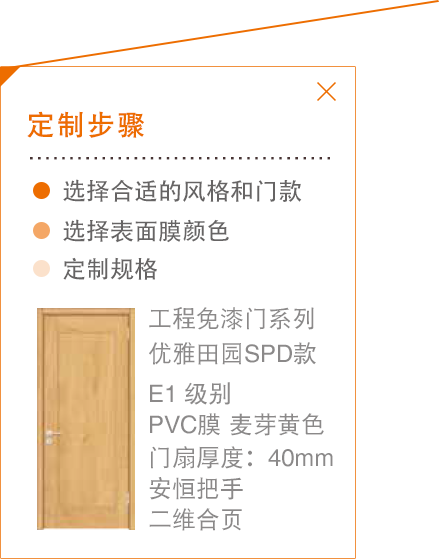 定制步骤
选择合适的风格和门款
选择表面膜颜色
定制规格
工程免漆门系列
优雅田园SPD款
E1 级别
PVC膜 麦芽黄色
门扇厚度：40mm
安恒把手
二维合页